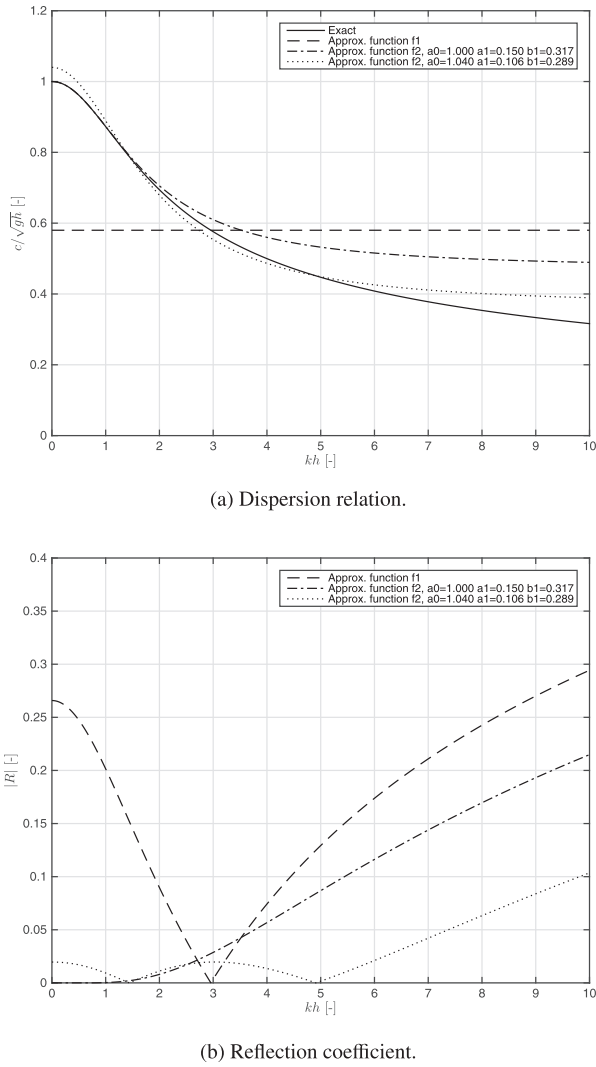 1.2
1
0.8
0.6
0.4
0.2
0
c/√gh [-]
Exact
Approx. function f1
Approx. function f2, a0=1.000 a1=0.150 b1=0.317
Approx. function f2, a0=1.040 a1=0.106 b1=0.289
0 1 2 3 4 5 6 7 8 9 10
kh [-]
(a) Dispersion relation.
0.4
0.35
0.3
0.25
0.2
0.15
0.1
0.05
0
|R| [-]
Approx. function f1
Approx. function f2, a0=1.000 a1=0.150 b1=0.317
Approx. function f2, a0=1.040 a1=0.106 b1=0.289
0 1 2 3 4 5 6 7 8 9 10
kh [-]
(b) Reflection coefficient.